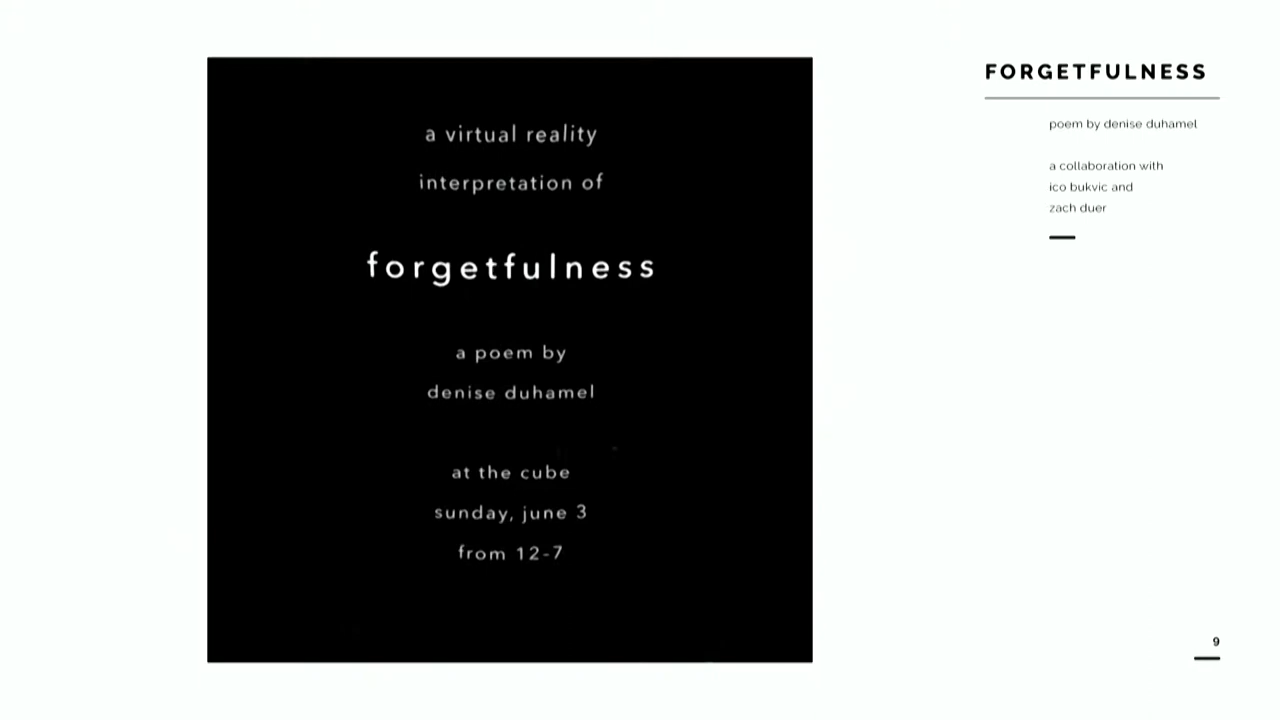 a virtual reality
interpretation of
forgetfulness
a poem by
denise duhamel
at the cube
sunday, june 3
from 12-7
FORGETFULNESS
poem by denise duhamel
a collaboration with
ico bukvic and
zach duer
9